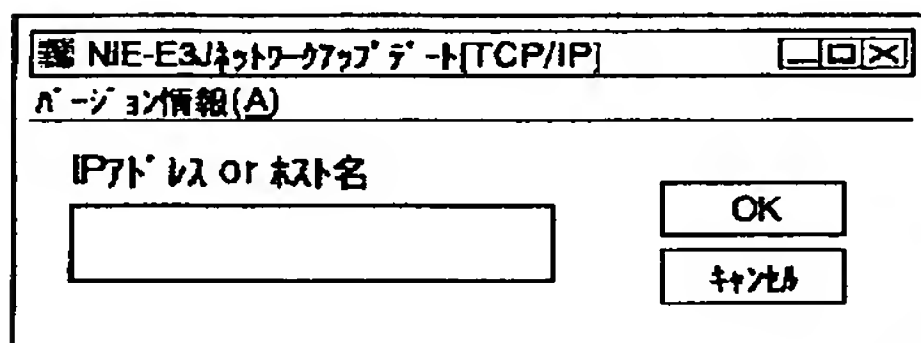 NIE-E3Jﾈｯﾄﾜｰｸｱｯﾌﾟﾃﾞｰﾄ[TCP/IP]
ﾊﾞｰｼﾞｮﾝ情報(A)
IPｱﾄﾞﾚｽ or ﾎｽﾄ名
OK
ｷｬﾝｾﾙ